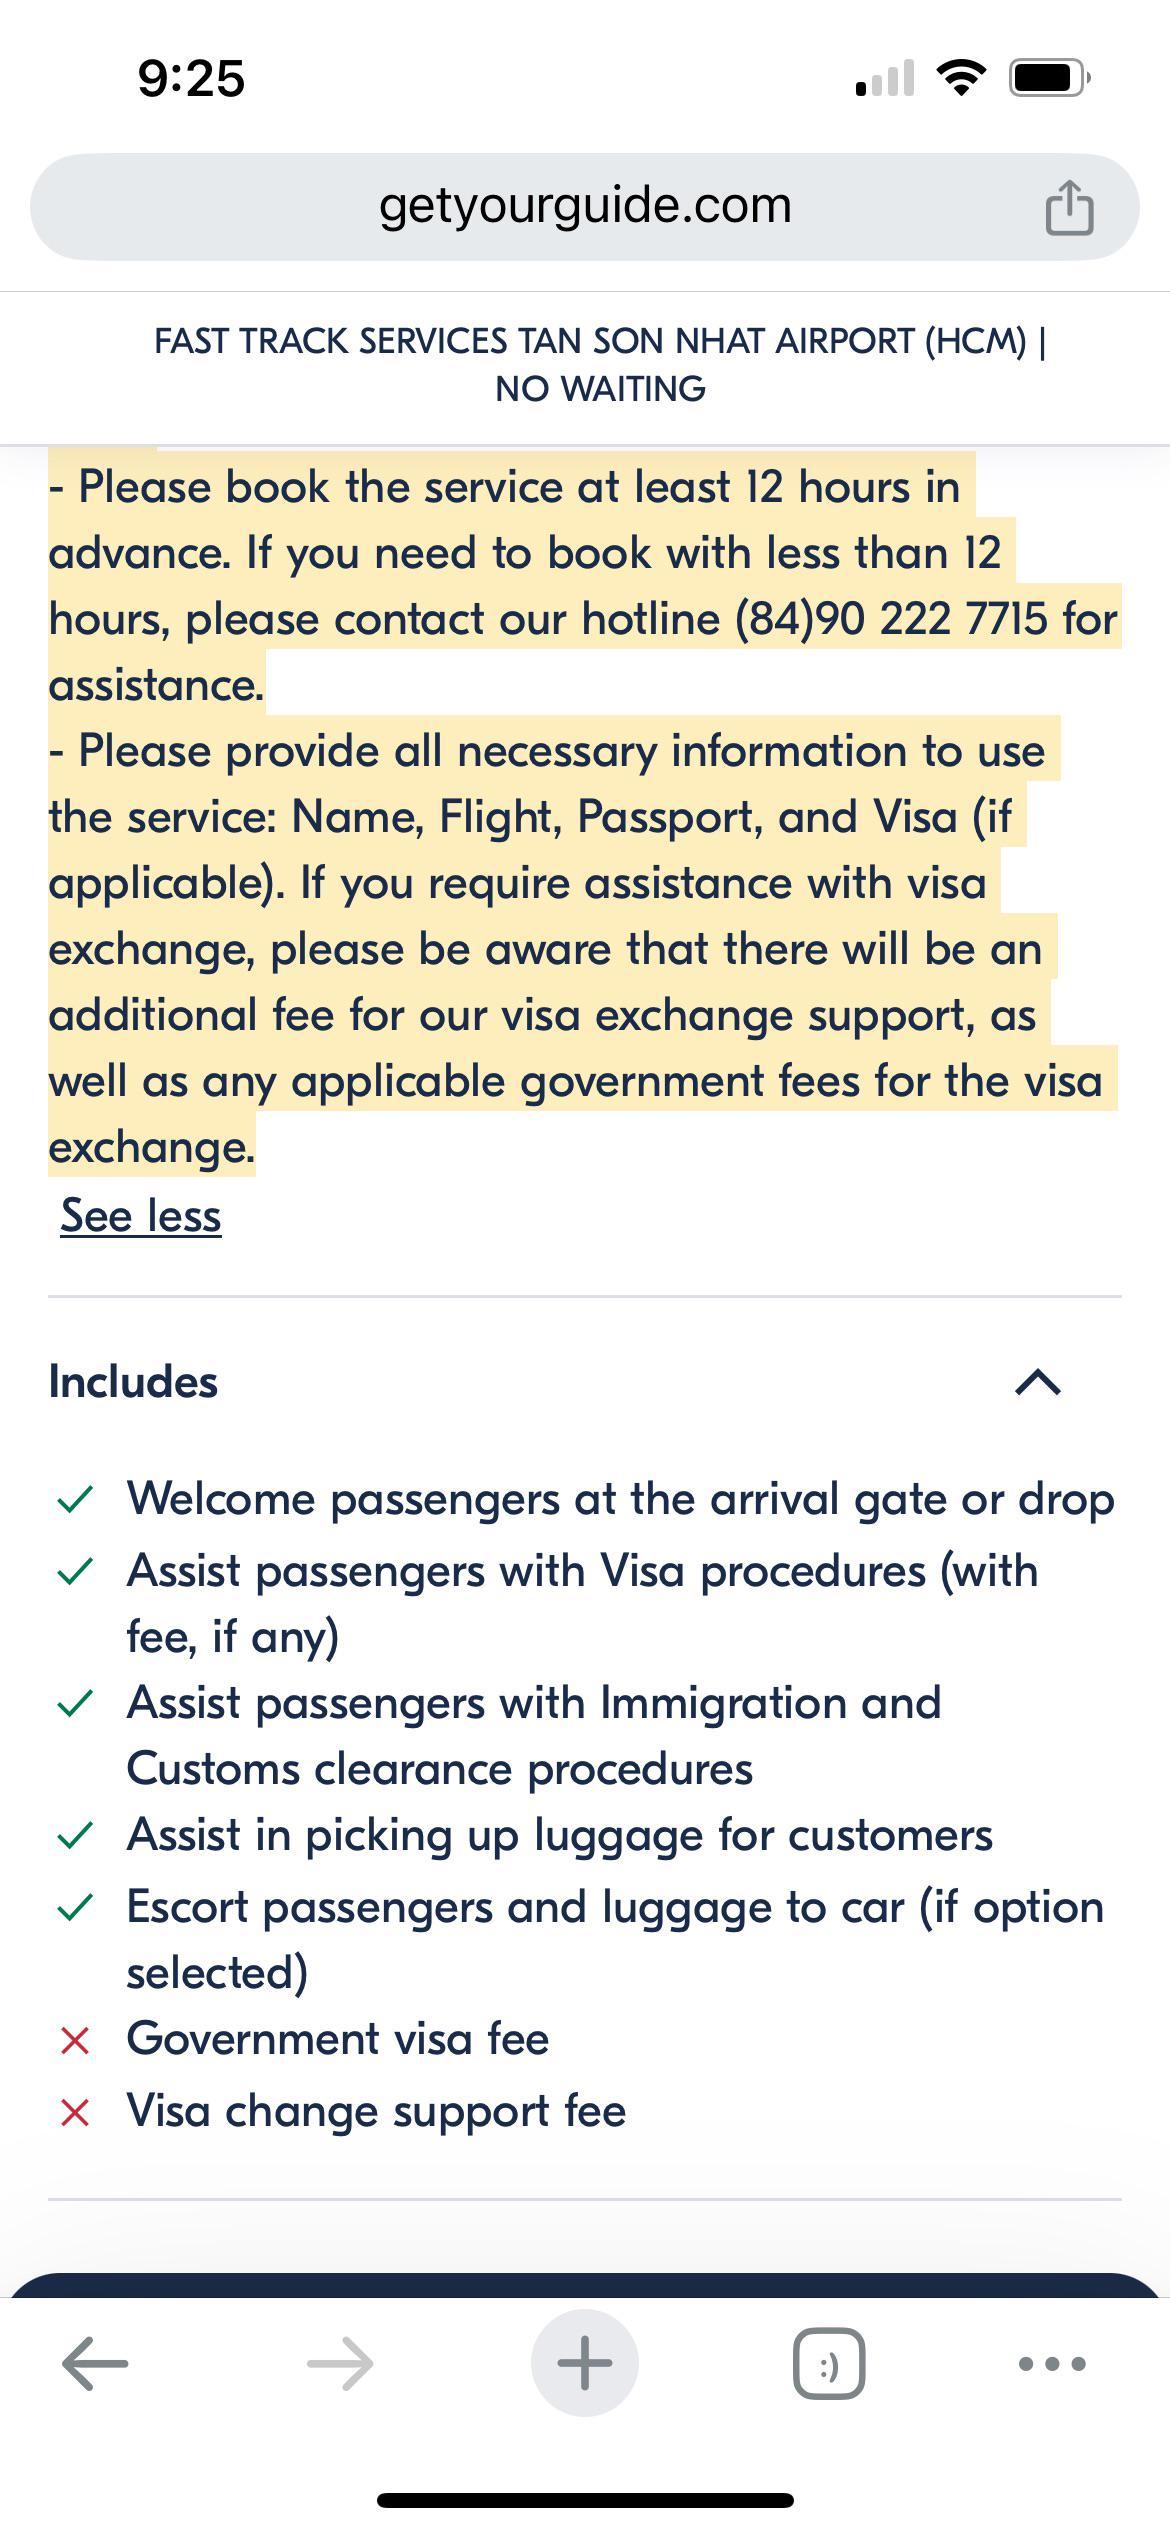 9:25
getyourguide.com
FAST TRACK SERVICES TAN SON NHAT AIRPORT (HCM) |
NO WAITING
- Please book the service at least 12 hours in
advance. If you need to book with less than 12
hours, please contact our hotline (84)90 222 7715 for
assistance.
- Please provide all necessary information to use
the service: Name, Flight, Passport, and Visa (if
applicable). If you require assistance with visa
exchange, please be aware that there will be an
additional fee for our visa exchange support, as
well as any applicable government fees for the visa
exchange.
See less
Includes
Welcome passengers at the arrival gate or drop
Assist passengers with Visa procedures (with
fee, if any)
Assist passengers with Immigration and
Customs clearance procedures
Assist in picking up luggage for customers
Escort passengers and luggage to car (if option
selected)
Government visa fee
Visa change support fee
:)